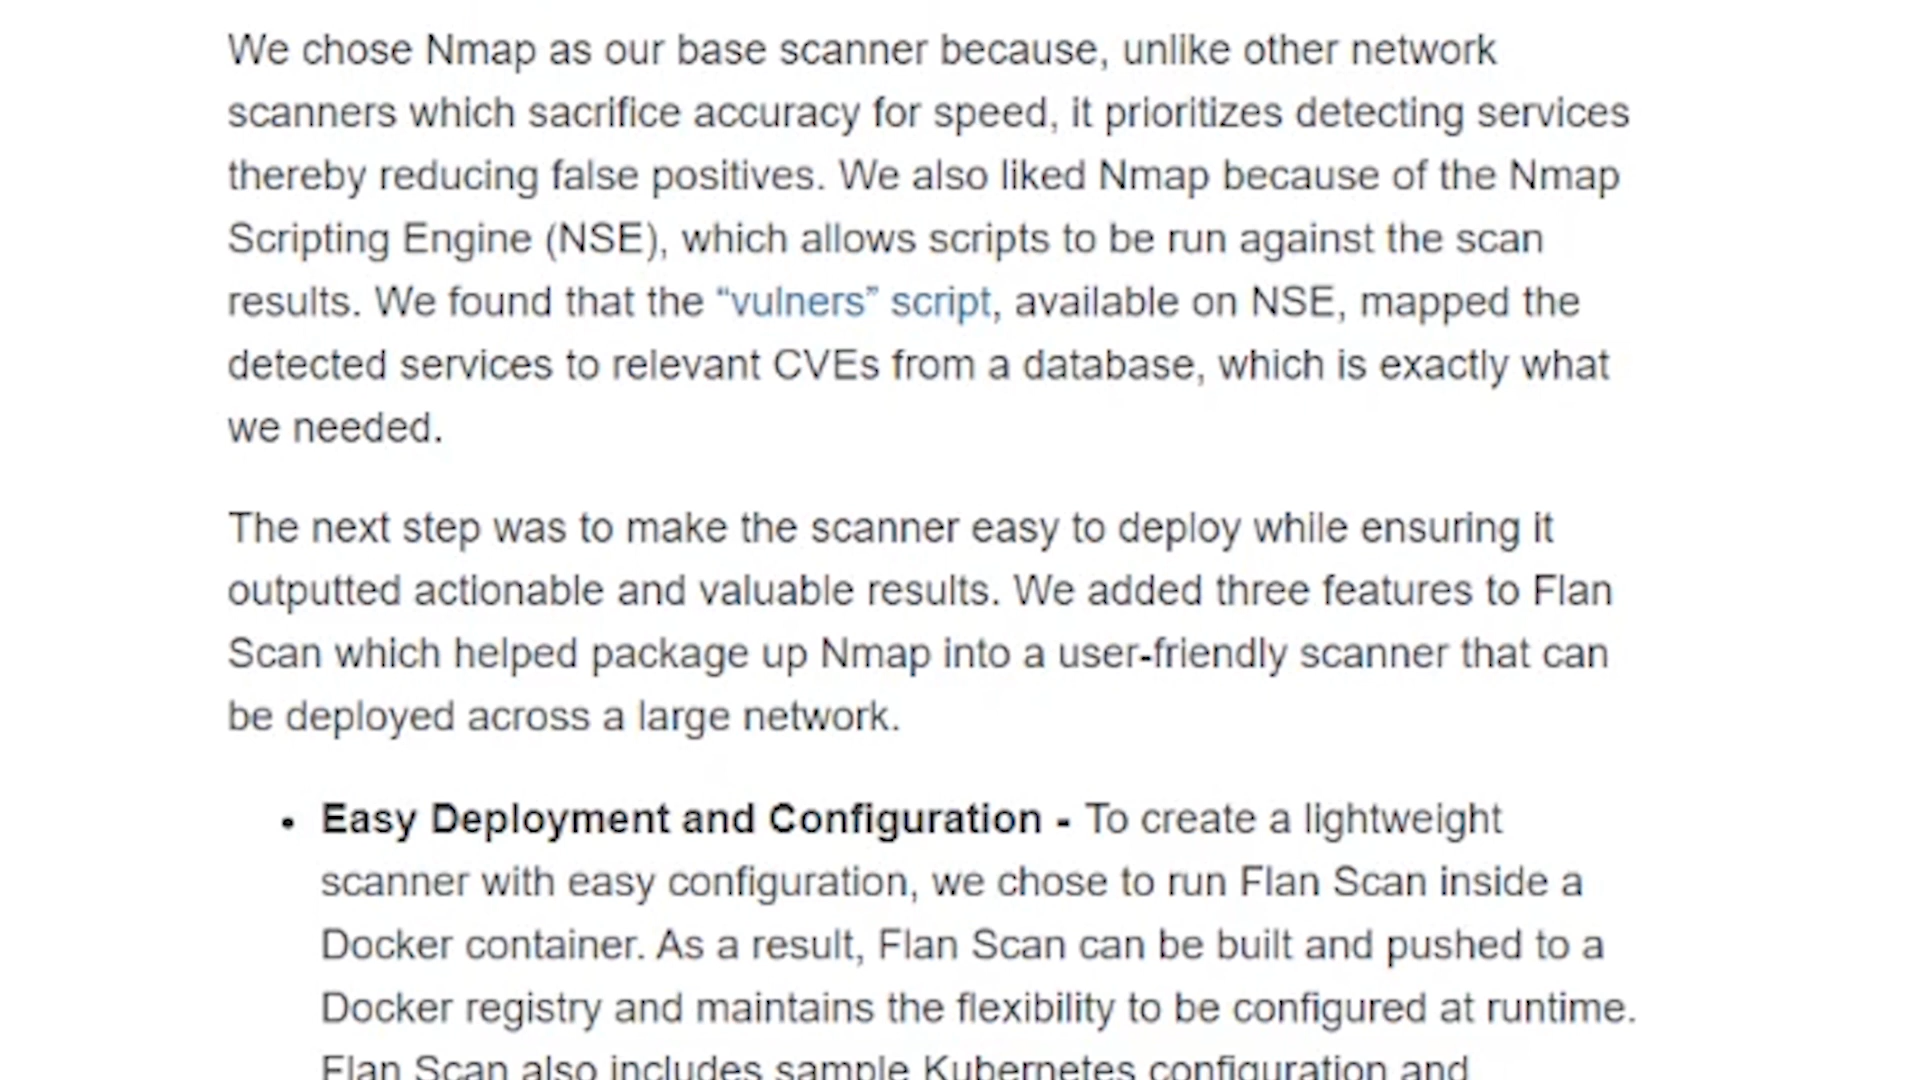 We chose Nmap as our base scanner because, unlike other network
scanners which sacrifice accuracy for speed, it prioritizes detecting services
thereby reducing false positives. We also liked Nmap because of the Nmap
Scripting Engine (NSE), which allows scripts to be run against the scan
results. We found that the “vulners” script, available on NSE, mapped the
detected services to relevant CVEs from a database, which is exactly what
we needed.
The next step was to make the scanner easy to deploy while ensuring it
outputted actionable and valuable results. We added three features to Flan
Scan which helped package up Nmap into a user-friendly scanner that can
be deployed across a large network.
• Easy Deployment and Configuration - To create a lightweight
scanner with easy configuration, we chose to run Flan Scan inside a
Docker container. As a result, Flan Scan can be built and pushed to a
Docker registry and maintains the flexibility to be configured at runtime.
Flan Scan also includes sample Kubernetes configuration and